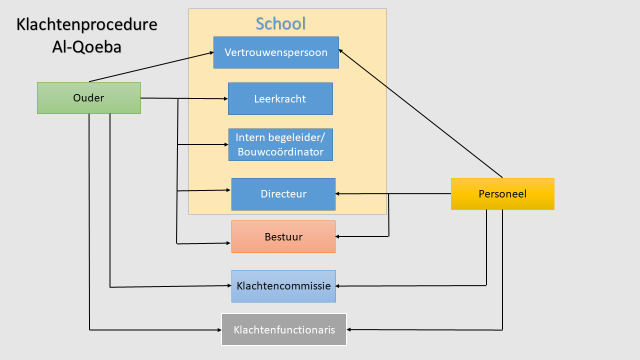 Klachtenprocedure
Al-Qoeba
School
Vertrouwenspersoon
Ouder
Leerkracht
Intern begeleider/
Bouwcoördinator
Directeur
Personeel
Bestuur
Klachtencommissie
Klachtenfunctionaris